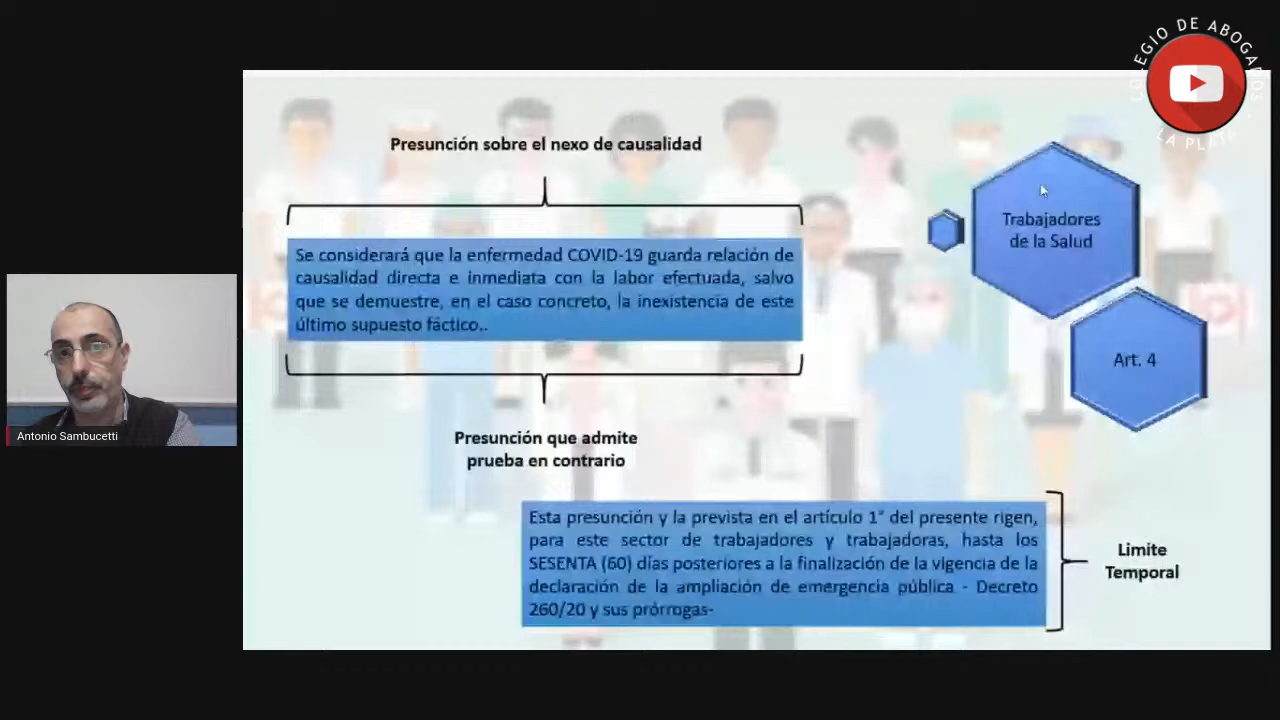 COLEGIO DE ABOGADOS
LA PLATA
Presunción sobre el nexo de causalidad
Trabajadores
de la Salud
Se considerará que la enfermedad COVID-19 guarda relación de
causalidad directa e inmediata con la labor efectuada, salvo
que se demuestre, en el caso concreto, la inexistencia de este
último supuesto fáctico..
Art. 4
Antonio Sambucetti
Presunción que admite
prueba en contrario
Esta presunción y la prevista en el artículo 1° del presente rigen,
para este sector de trabajadores y trabajadoras, hasta los
SESENTA (60) días posteriores a la finalización de la vigencia de la
declaración de la ampliación de emergencia pública - Decreto
260/20 y sus prórrogas-
Limite
Temporal